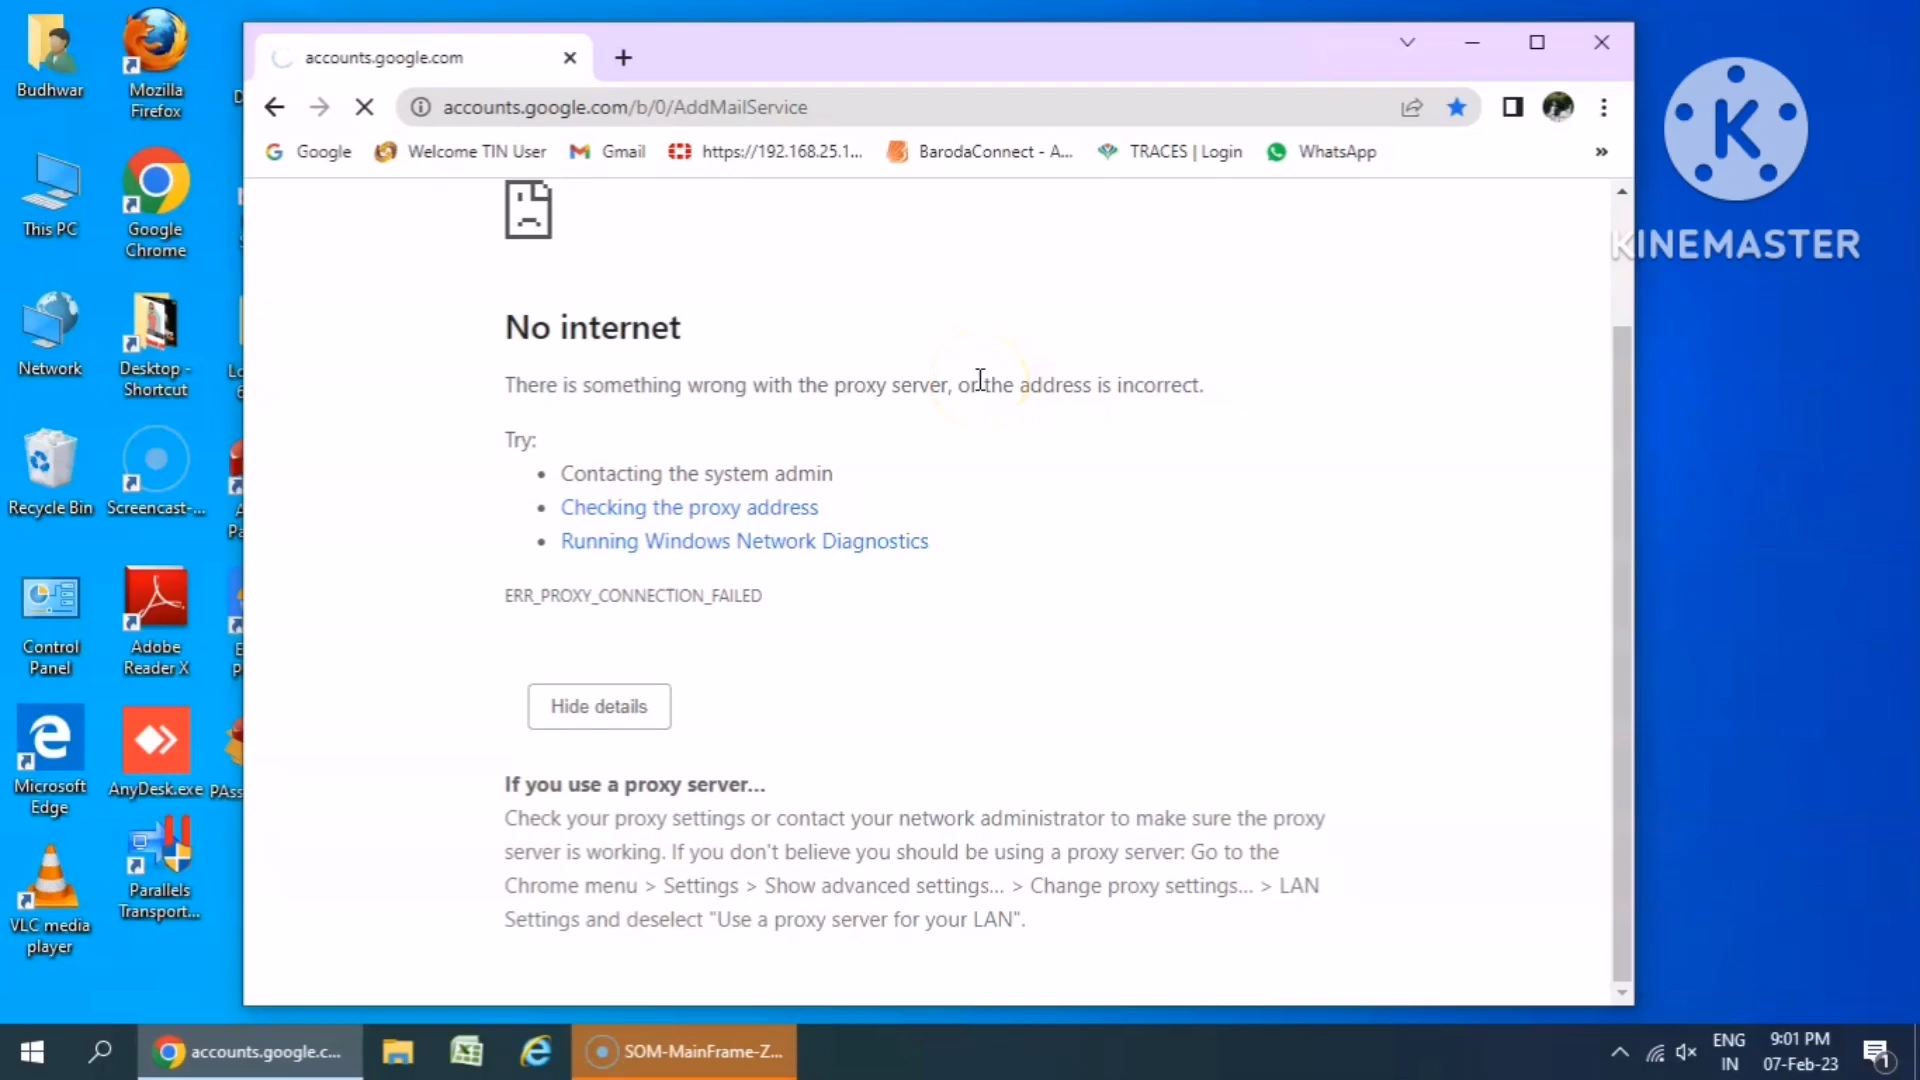 accounts.google.com
accounts.google.com/b/0/AddMailService
Google
Welcome TIN User
Gmail
https://192.168.25.1...
BarodaConnect - A...
TRACES | Login
WhatsApp
»
K
KINEMASTER
No internet
There is something wrong with the proxy server, or the address is incorrect.
Try:
• Contacting the system admin
• Checking the proxy address
• Running Windows Network Diagnostics
ERR_PROXY_CONNECTION_FAILED
Hide details
If you use a proxy server...
Check your proxy settings or contact your network administrator to make sure the proxy
server is working. If you don't believe you should be using a proxy server: Go to the
Chrome menu > Settings > Show advanced settings... > Change proxy settings... > LAN
Settings and deselect "Use a proxy server for your LAN".
Budhwar
Mozilla
Firefox
This PC
Google
Chrome
Network
Desktop -
Shortcut
Recycle Bin
Screencast-...
Control
Panel
Adobe
Reader X
Microsoft
Edge
AnyDesk.exe
PAss
VLC media
player
Parallels
Transport...
accounts.google.c...
SOM-MainFrame-Z...
ENG
IN
9:01 PM
07-Feb-23
1